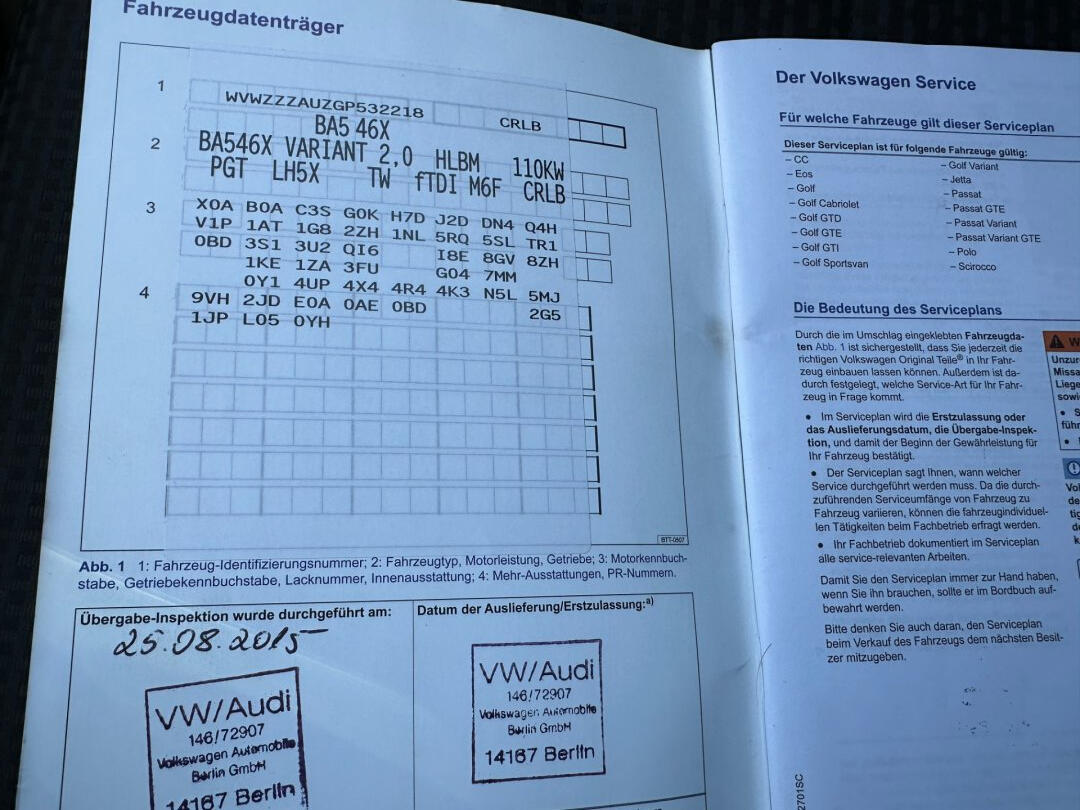 Fahrzeugdatenträger
1
WVWZZZAUZGP532218 CRLB
BA5 46X
2
BA546X VARIANT 2,0 HLBM 110KW
PGT LH5X TW fTDI M6F CRLB
3
X0A B0A C3S G0K H7D J2D DN4 Q4H
V1P 1AT 1G8 2ZH 1NL 5RQ 5SL TR1
0BD 3S1 3U2 QI6 I8E 8GV 8ZH
1KE 1ZA 3FU G04 7MM
0Y1 4UP 4X4 4R4 4K3 N5L 5MJ
4
9VH 2JD E0A 0AE 0BD 2G5
1JP L05 0YH
BTT-0507
Abb. 1 1: Fahrzeug-Identifizierungsnummer; 2: Fahrzeugtyp, Motorleistung, Getriebe; 3: Motorkennbuch-
stabe, Getriebekennbuchstabe, Lacknummer, Innenausstattung; 4: Mehr-Ausstattungen, PR-Nummern.
Übergabe-Inspektion wurde durchgeführt am:
25.08.2015
VW/Audi
146/72907
Volkswagen Automobile
Berlin GmbH
14167 Berlin
Datum der Auslieferung/Erstzulassung:a)
VW/Audi
146/72907
Volkswagen Automobile
Berlin GmbH
14167 Berlin
Der Volkswagen Service
Für welche Fahrzeuge gilt dieser Serviceplan
Dieser Serviceplan ist für folgende Fahrzeuge gültig:
– CC
– Eos
– Golf
– Golf Cabriolet
– Golf GTD
– Golf GTE
– Golf GTI
– Golf Sportsvan
– Golf Variant
– Jetta
– Passat
– Passat GTE
– Passat Variant
– Passat Variant GTE
– Polo
– Scirocco
Die Bedeutung des Serviceplans
Durch die im Umschlag eingeklebten Fahrzeugda-
ten Abb. 1 ist sichergestellt, dass Sie jederzeit die
richtigen Volkswagen Original Teile® in Ihr Fahr-
zeug einbauen lassen können. Außerdem ist da-
durch festgelegt, welche Service-Art für Ihr Fahr-
zeug in Frage kommt.
● Im Serviceplan wird die Erstzulassung oder
das Auslieferungsdatum, die Übergabe-Inspek-
tion, und damit der Beginn der Gewährleistung für
Ihr Fahrzeug bestätigt.
● Der Serviceplan sagt Ihnen, wann welcher
Service durchgeführt werden muss. Da die durch-
zuführenden Serviceumfänge von Fahrzeug zu
Fahrzeug variieren, können die fahrzeugindividuel-
len Tätigkeiten beim Fachbetrieb erfragt werden.
● Ihr Fachbetrieb dokumentiert im Serviceplan
alle service-relevanten Arbeiten.
Damit Sie den Serviceplan immer zur Hand haben,
wenn Sie ihn brauchen, sollte er im Bordbuch auf-
bewahrt werden.
Bitte denken Sie auch daran, den Serviceplan
beim Verkauf des Fahrzeugs dem nächsten Besit-
zer mitzugeben.
W
Unzur
Missa
Liege
sowi
● S
führ
Vol
de
tig
de
k
2701SC